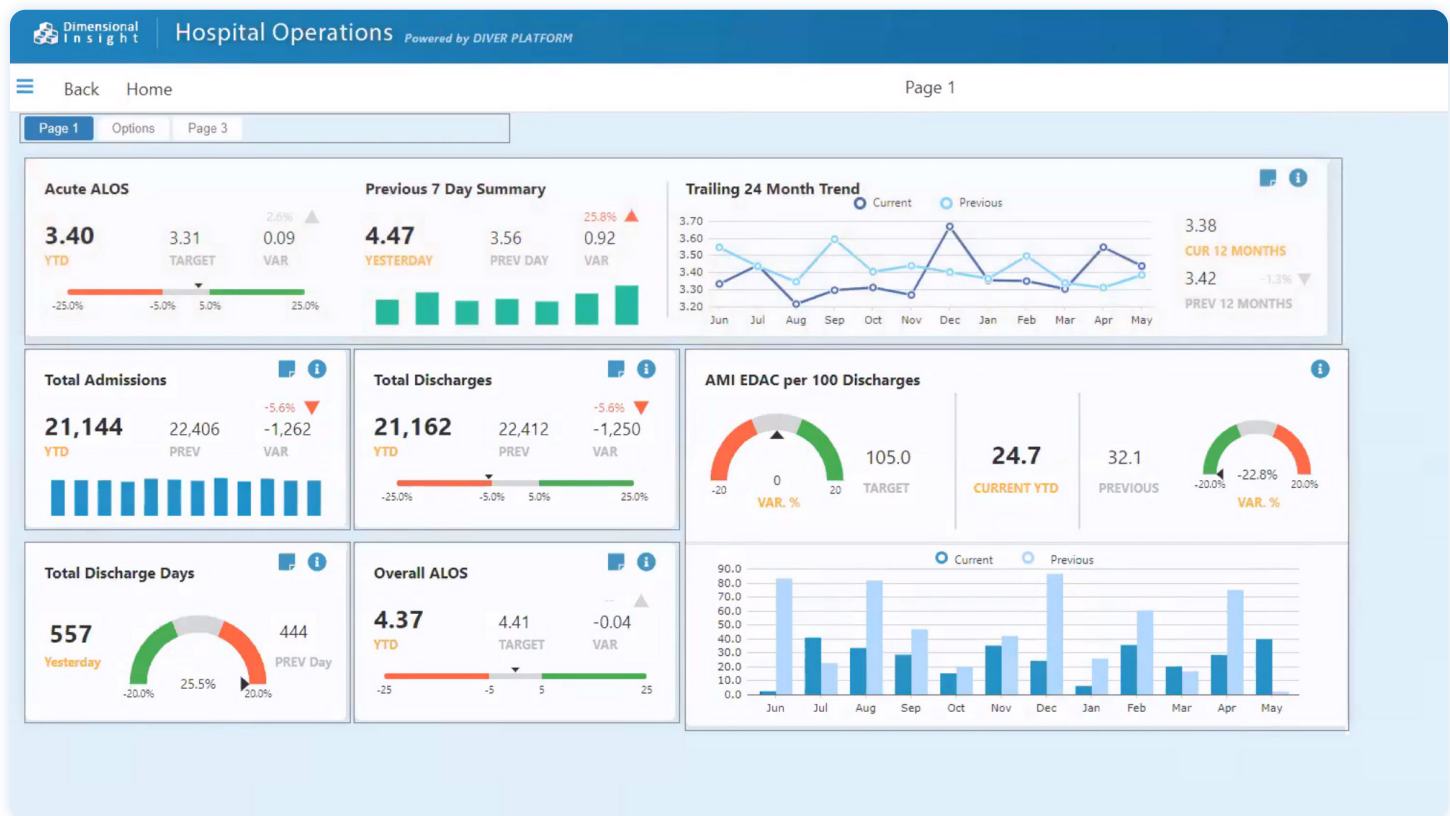 Dimensional
Insight
Hospital Operations Powered by DIVER PLATFORM
Back Home Page 1
Page 1 Options Page 3
Acute ALOS
2.6%
3.40 3.31 0.09
YTD TARGET VAR
-25.0% -5.0% 5.0% 25.0%
Previous 7 Day Summary
25.8%
4.47 3.56 0.92
YESTERDAY PREV DAY VAR
Trailing 24 Month Trend
Current Previous
3.70
3.60
3.50
3.40
3.30
3.20
Jun Jul Aug Sep Oct Nov Dec Jan Feb Mar Apr May
3.38
CUR 12 MONTHS
3.42 -1.3%
PREV 12 MONTHS
Total Admissions
-5.6%
21,144 22,406 -1,262
YTD PREV VAR
Total Discharges
-5.6%
21,162 22,412 -1,250
YTD PREV VAR
-25.0% -5.0% 5.0% 25.0%
AMI EDAC per 100 Discharges
0
-20 20
VAR. %
105.0
TARGET
24.7
CURRENT YTD
32.1
PREVIOUS
-22.8%
-20.0% 20.0%
VAR. %
Total Discharge Days
557
Yesterday
25.5%
-20.0% 20.0%
444
PREV Day
Overall ALOS
--
4.37 4.41 -0.04
YTD TARGET VAR
-25 -5 5 25
Current Previous
90.0
80.0
70.0
60.0
50.0
40.0
30.0
20.0
10.0
0.0
Jun Jul Aug Sep Oct Nov Dec Jan Feb Mar Apr May